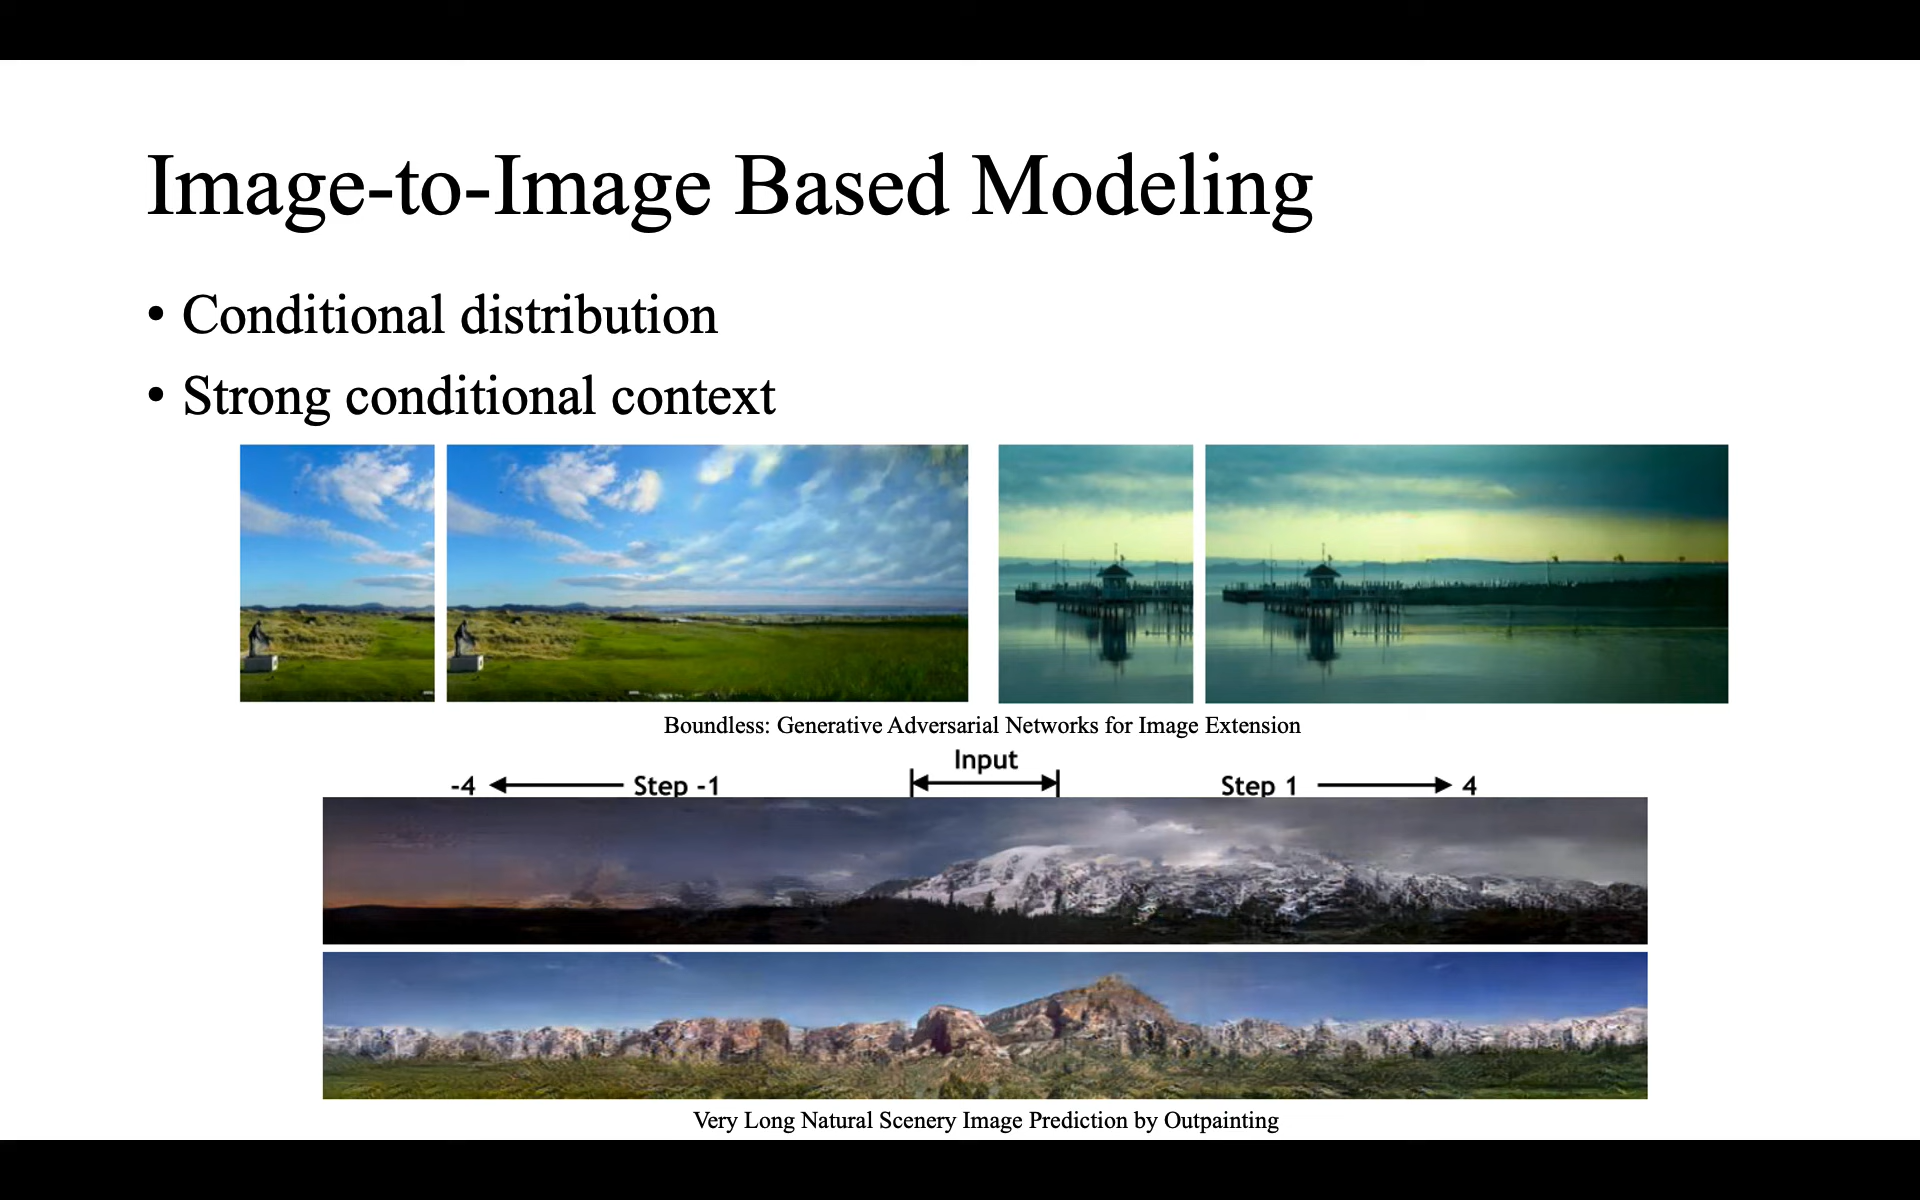 Image-to-Image Based Modeling
• Conditional distribution
• Strong conditional context
Boundless: Generative Adversarial Networks for Image Extension
Input
-4 Step -1 Step 1 4
Very Long Natural Scenery Image Prediction by Outpainting